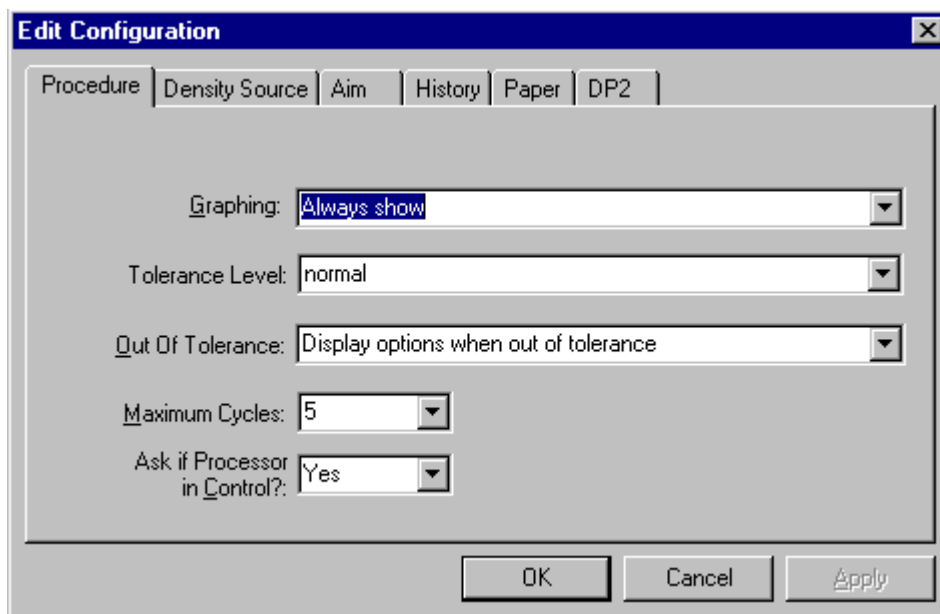 Edit Configuration
Procedure Density Source Aim History Paper DP2
Graphing: Always show
Tolerance Level: normal
Out Of Tolerance: Display options when out of tolerance
Maximum Cycles: 5
Ask if Processor
in Control?: Yes
OK Cancel Apply